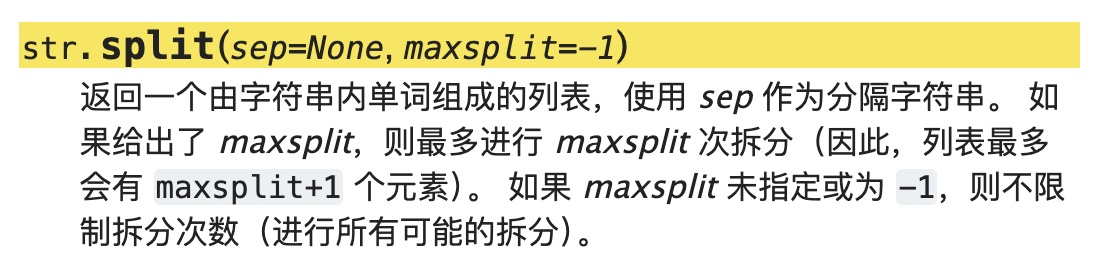 str.split(sep=None, maxsplit=-1)
返回一个由字符串内单词组成的列表，使用 sep 作为分隔字符串。 如
果给出了 maxsplit，则最多进行 maxsplit 次拆分（因此，列表最多
会有 maxsplit+1 个元素）。 如果 maxsplit 未指定或为 -1，则不限
制拆分次数（进行所有可能的拆分）。